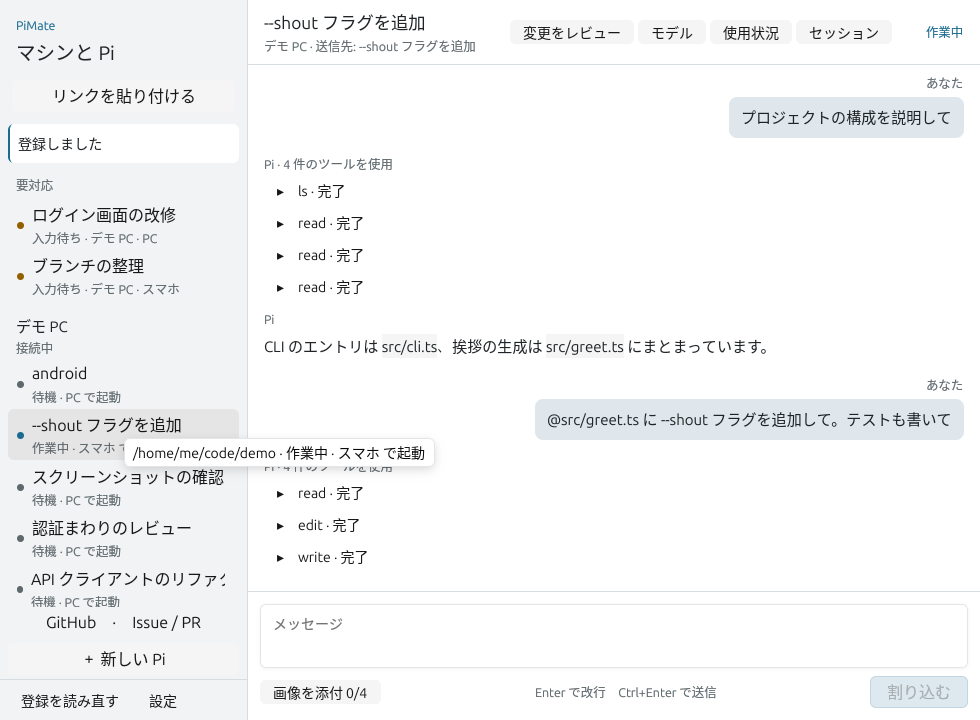 PiMate
マシンと Pi
リンクを貼り付ける
登録しました
要対応
ログイン画面の改修
入力待ち · デモ PC · PC
ブランチの整理
入力待ち · デモ PC · スマホ
デモ PC
接続中
android
待機 · PC で起動
--shout フラグを追加
作業中 · スマホ
/home/me/code/demo · 作業中 · スマホ で起動
スクリーンショットの確認
待機 · PC で起動
認証まわりのレビュー
待機 · PC で起動
API クライアントのリファク
待機 · PC で起動
GitHub · Issue / PR
+ 新しい Pi
登録を読み直す 設定
--shout フラグを追加
デモ PC · 送信先: --shout フラグを追加
変更をレビュー モデル 使用状況 セッション 作業中
あなた
プロジェクトの構成を説明して
Pi · 4 件のツールを使用
▸ ls · 完了
▸ read · 完了
▸ read · 完了
▸ read · 完了
Pi
CLI のエントリは src/cli.ts、挨拶の生成は src/greet.ts にまとまっています。
あなた
@src/greet.ts に --shout フラグを追加して。テストも書いて
Pi · 4 件のツールを使用
▸ read · 完了
▸ edit · 完了
▸ write · 完了
メッセージ
画像を添付 0/4
Enter で改行 Ctrl+Enter で送信
割り込む